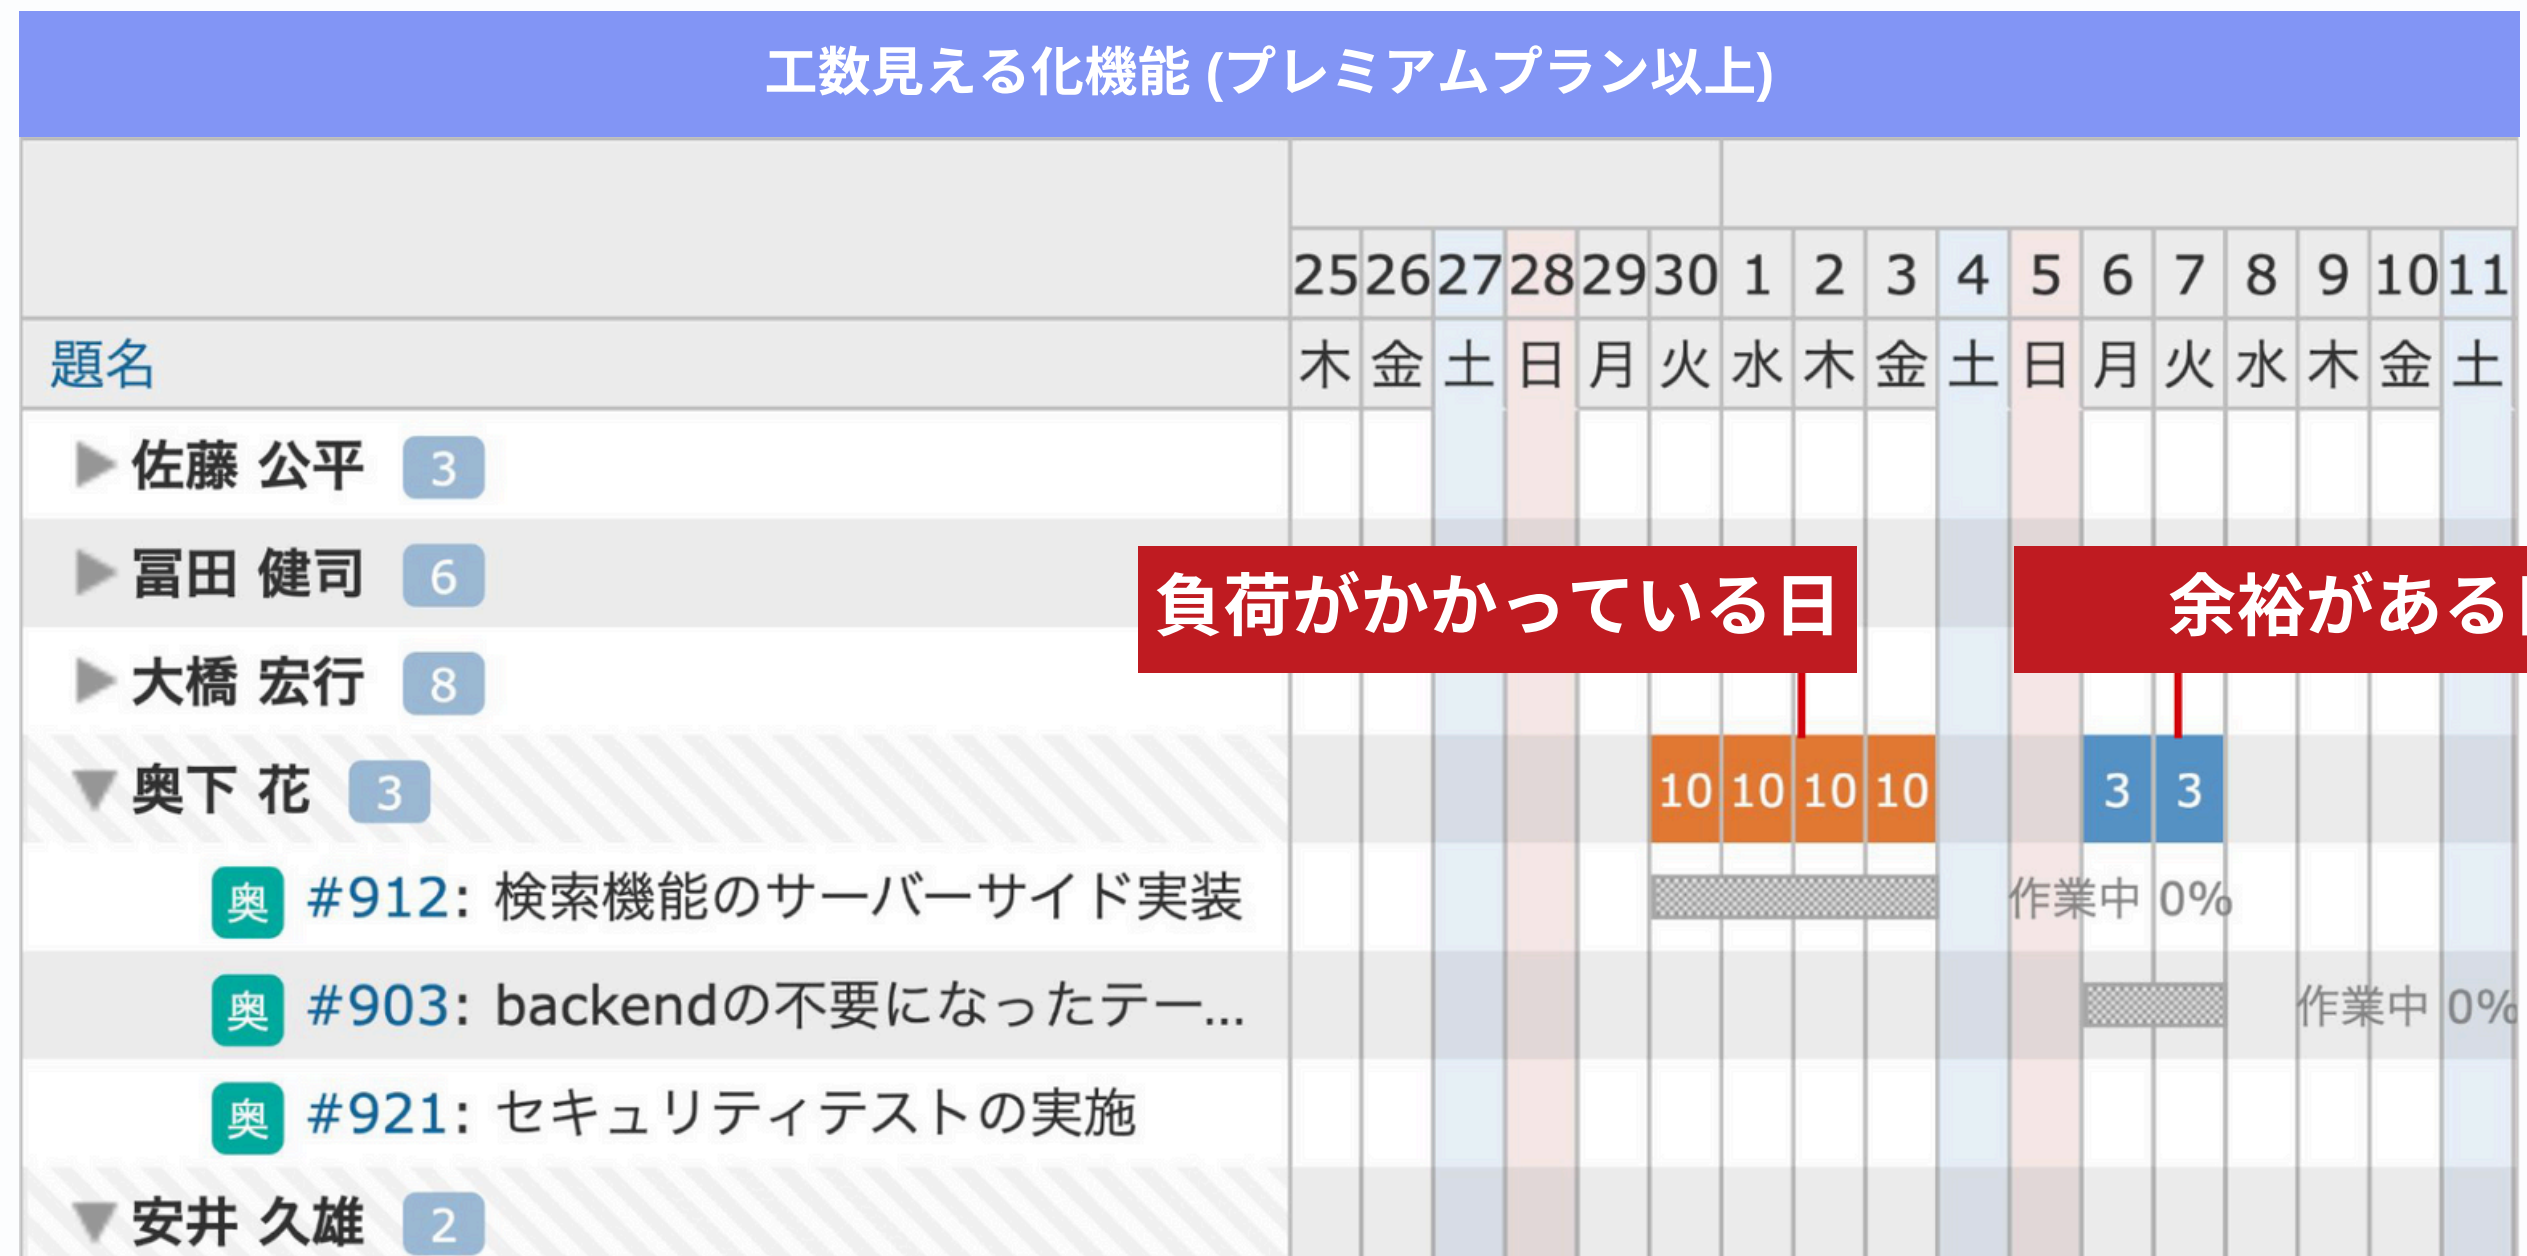 工数見える化機能 (プレミアムプラン以上)
25 26 27 28 29 30 1 2 3 4 5 6 7 8 9 10 11
題名 木 金 土 日 月 火 水 木 金 土 日 月 火 水 木 金 土
佐藤 公平 3
冨田 健司 6
負荷がかかっている日 余裕がある
大橋 宏行 8
奥下 花 3 10 10 10 10 3 3
奥 #912: 検索機能のサーバーサイド実装 作業中 0%
奥 #903: backendの不要になったテー... 作業中 0%
奥 #921: セキュリティテストの実施
安井 久雄 2